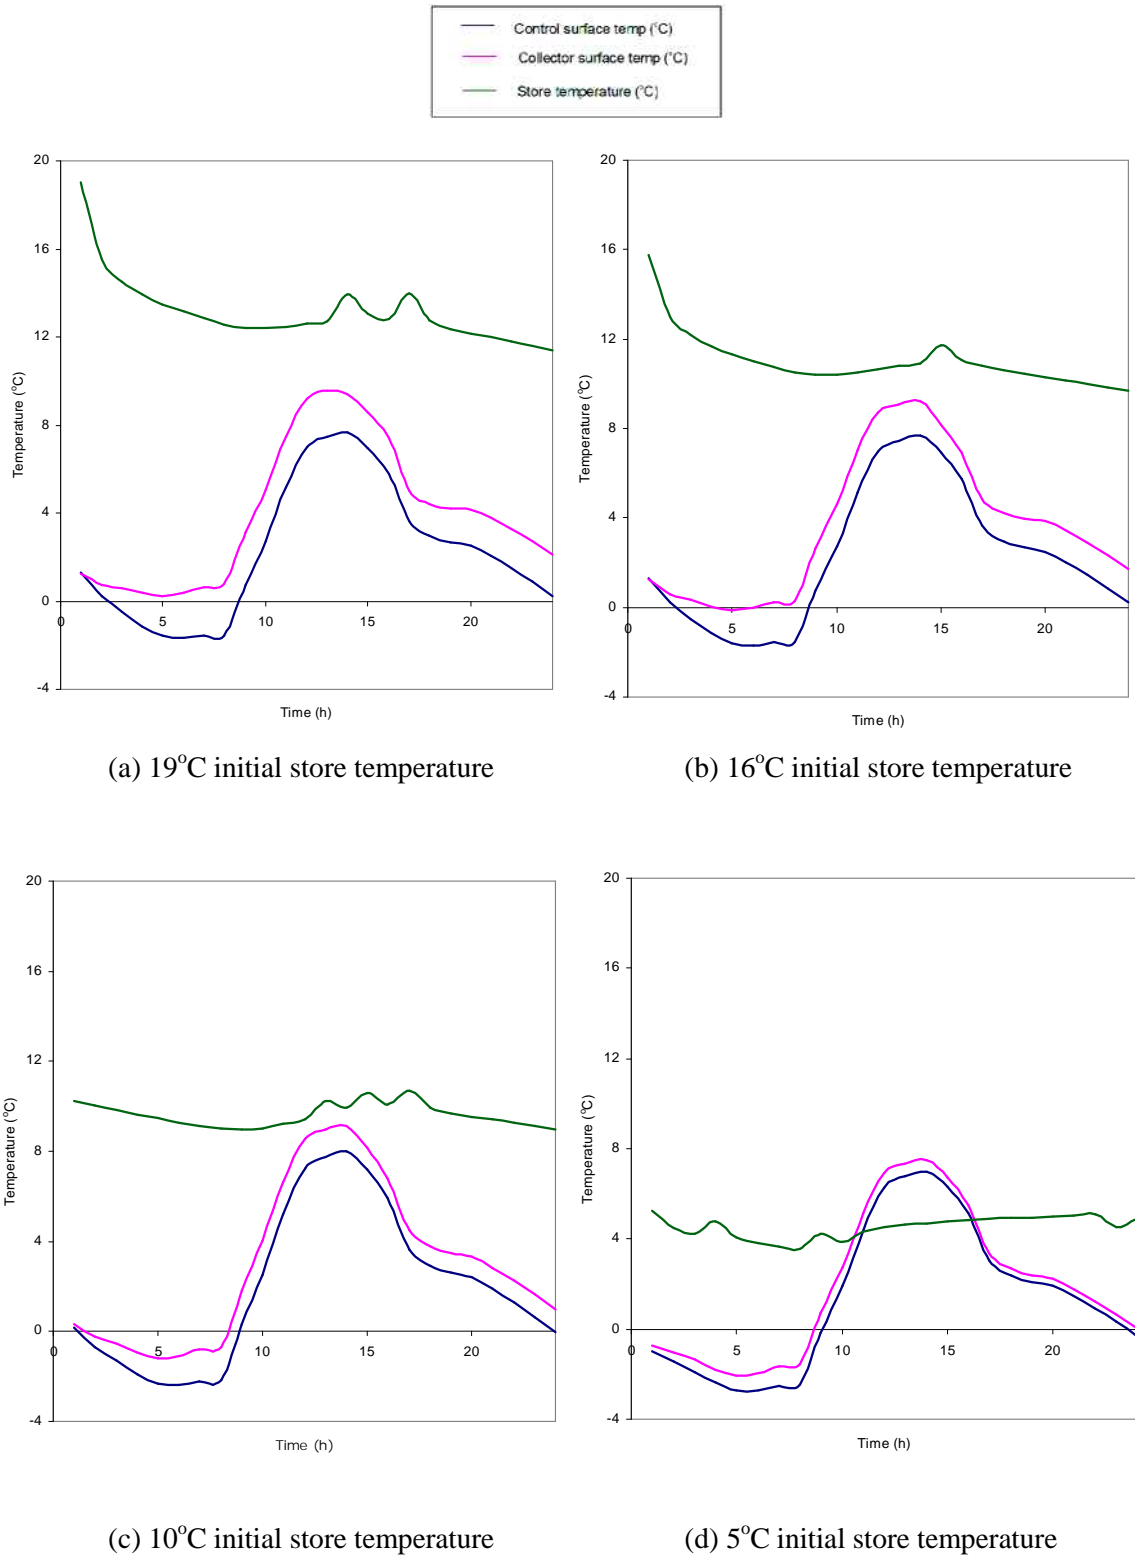 Control surface temp (°C)
Collector surface temp (°C)
Store temperature (°C)
20
16
12
8
4
0
-4
0 5 10 15 20
Temperature (°C)
Time (h)
(a) 19°C initial store temperature
20
16
12
8
4
0
-4
0 5 10 15 20
Temperature (°C)
Time (h)
(b) 16°C initial store temperature
20
16
12
8
4
0
-4
0 5 10 15 20
Temperature (°C)
Time (h)
(c) 10°C initial store temperature
20
16
12
8
4
0
-4
0 5 10 15 20
Temperature (°C)
Time (h)
(d) 5°C initial store temperature